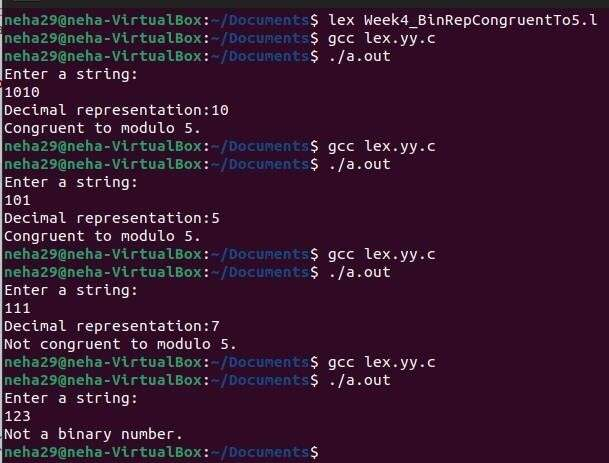 neha29@neha-VirtualBox:~/Documents$ lex Week4_BinRepCongruentTo5.l
neha29@neha-VirtualBox:~/Documents$ gcc lex.yy.c
neha29@neha-VirtualBox:~/Documents$ ./a.out
Enter a string:
1010
Decimal representation:10
Congruent to modulo 5.
neha29@neha-VirtualBox:~/Documents$ gcc lex.yy.c
neha29@neha-VirtualBox:~/Documents$ ./a.out
Enter a string:
101
Decimal representation:5
Congruent to modulo 5.
neha29@neha-VirtualBox:~/Documents$ gcc lex.yy.c
neha29@neha-VirtualBox:~/Documents$ ./a.out
Enter a string:
111
Decimal representation:7
Not congruent to modulo 5.
neha29@neha-VirtualBox:~/Documents$ gcc lex.yy.c
neha29@neha-VirtualBox:~/Documents$ ./a.out
Enter a string:
123
Not a binary number.
neha29@neha-VirtualBox:~/Documents$